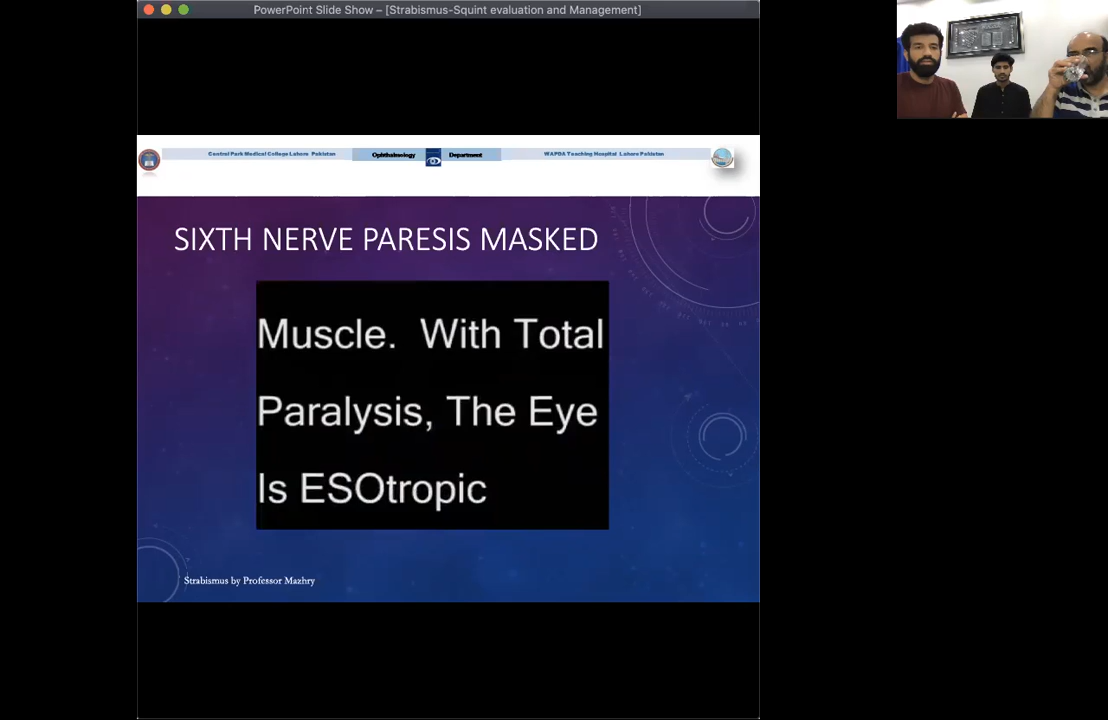 PowerPoint Slide Show – [Strabismus-Squint evaluation and Management]
Central Park Medical College Lahore Pakistan
Ophthalmology Department
WAPDA Teaching Hospital Lahore Pakistan
SIXTH NERVE PARESIS MASKED
Muscle. With Total
Paralysis, The Eye
Is ESOtropic
Strabismus by Professor Mazhry